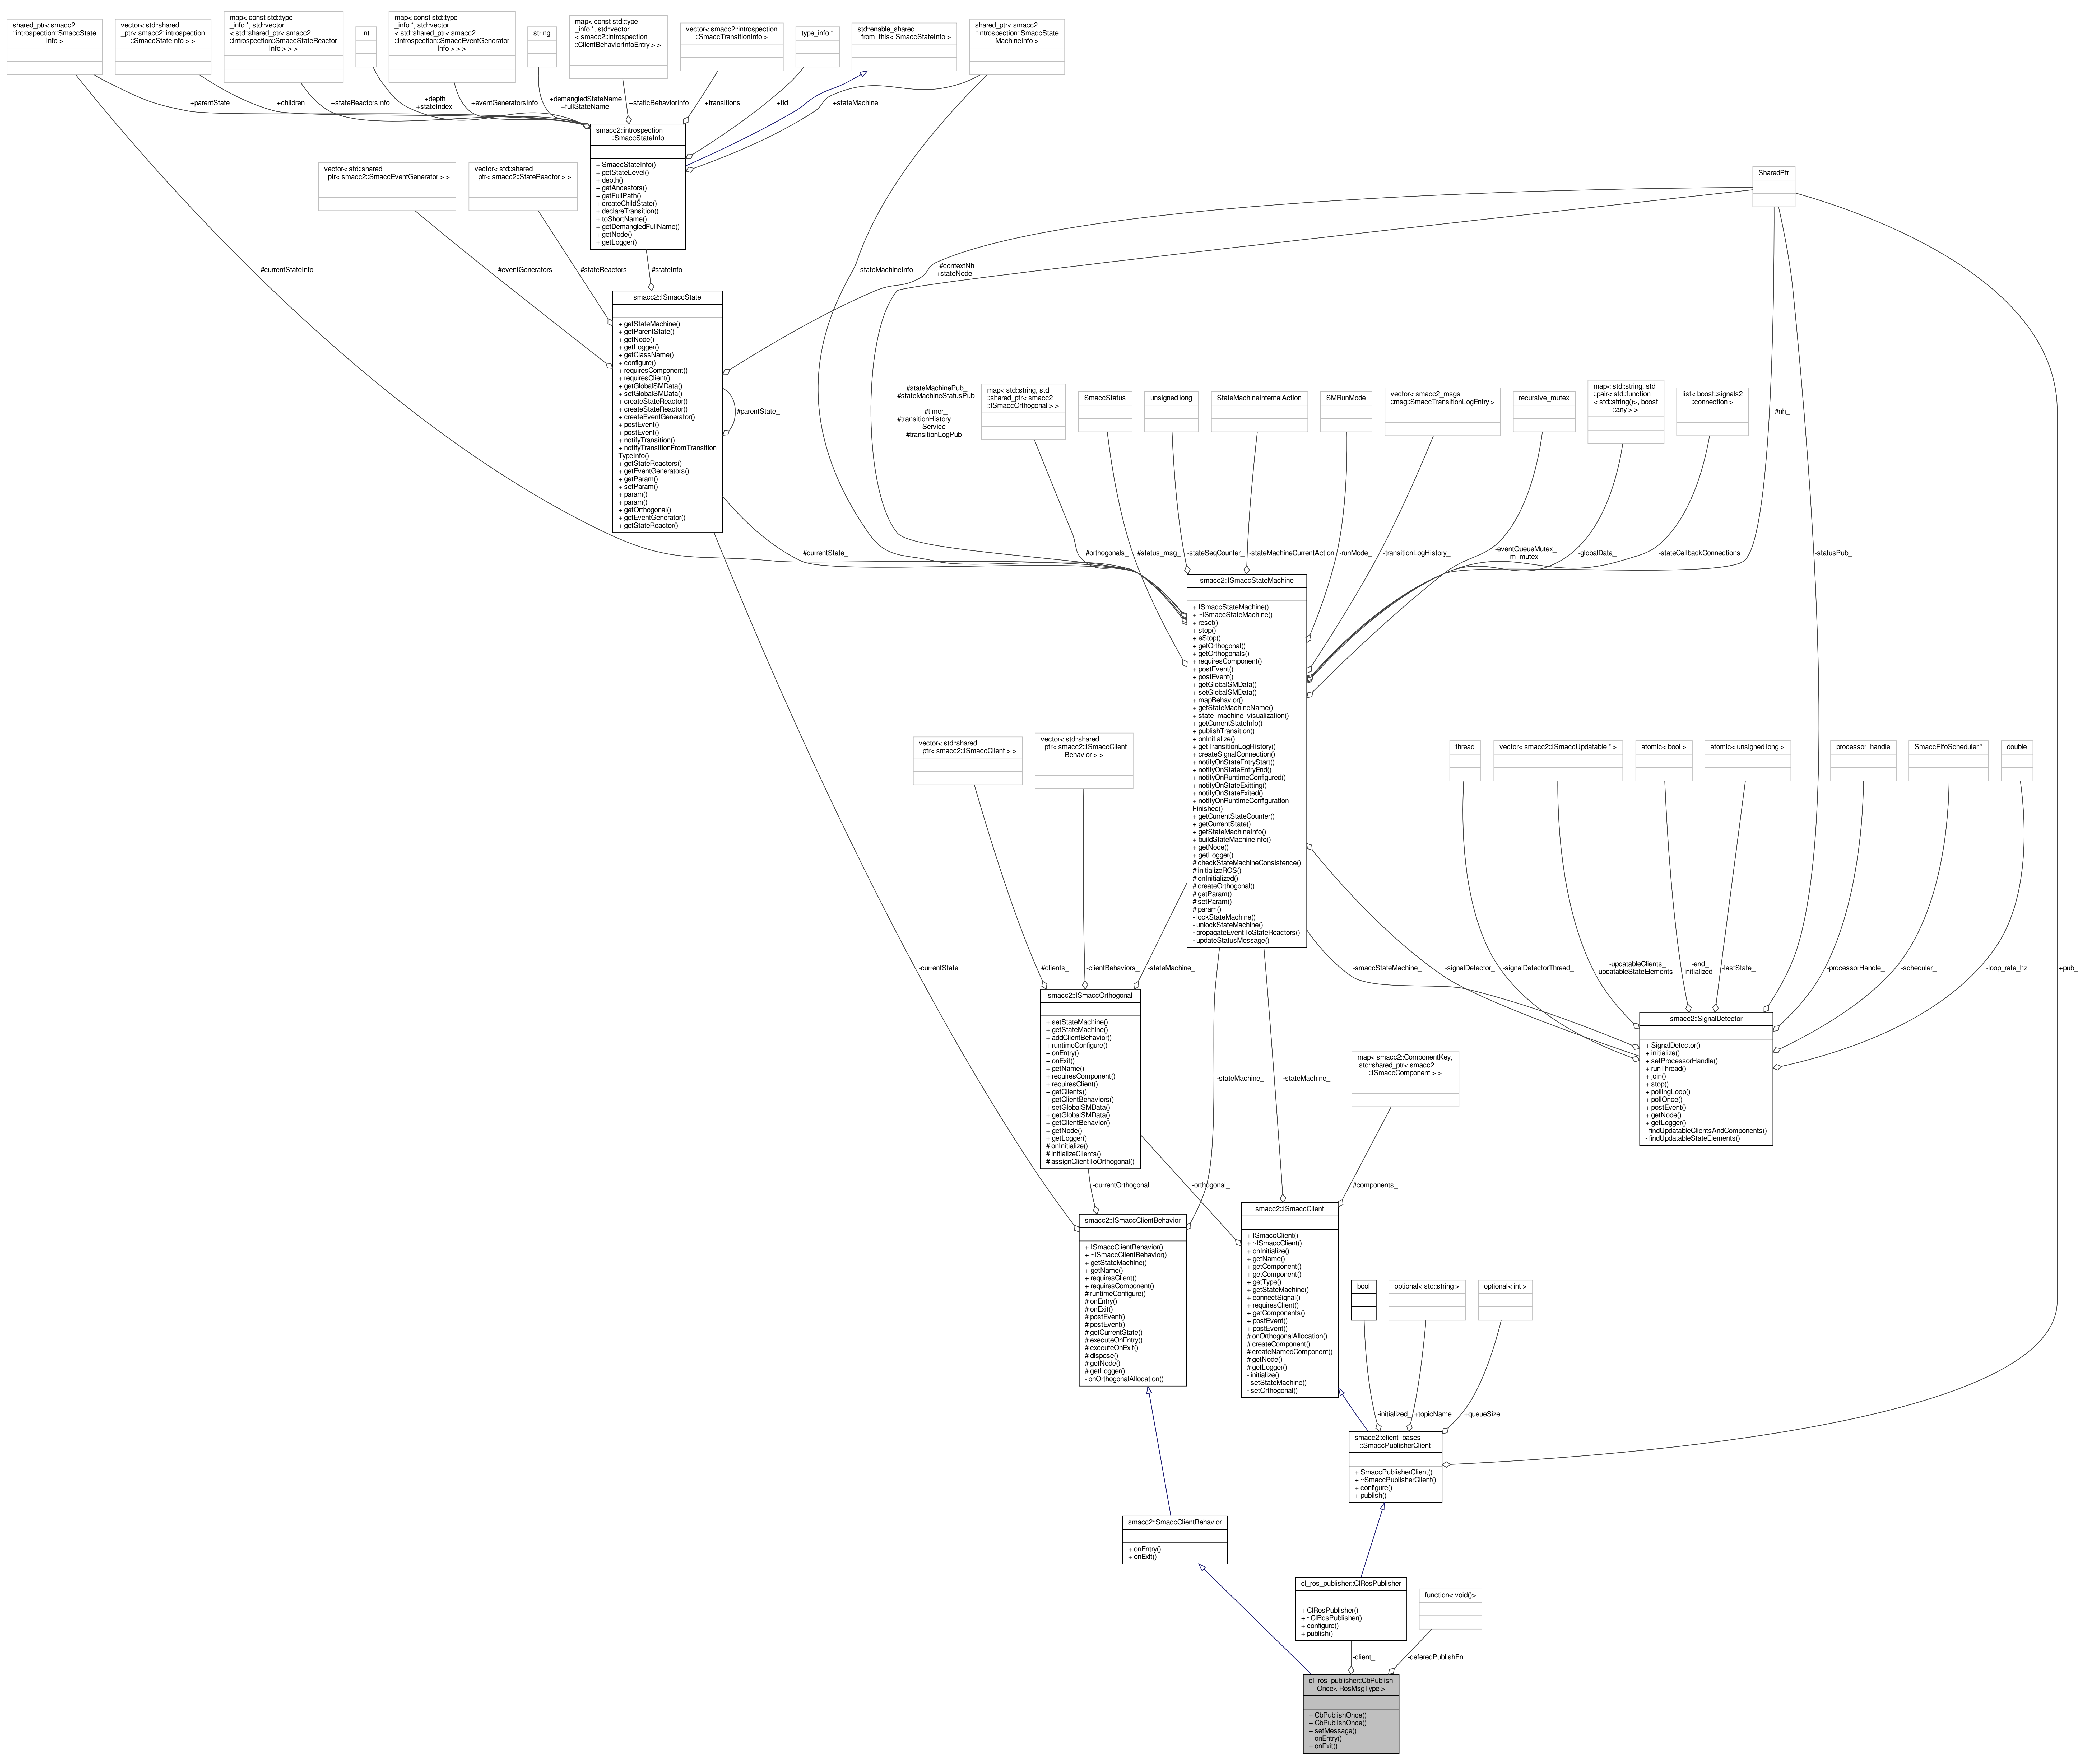 shared_ptr< smacc2
::introspection::SmaccState
Info >
vector< std::shared
_ptr< smacc2::introspection
::SmaccStateInfo > >
map< const std::type
_info *, std::vector
< std::shared_ptr< smacc2
::introspection::SmaccStateReactor
Info > > >
int
map< const std::type
_info *, std::vector
< std::shared_ptr< smacc2
::introspection::SmaccEventGenerator
Info > > >
string
map< const std::type
_info *, std::vector
< smacc2::introspection
::ClientBehaviorInfoEntry > >
vector< smacc2::introspection
::SmaccTransitionInfo >
type_info *
std::enable_shared
_from_this< SmaccStateInfo >
shared_ptr< smacc2
::introspection::SmaccState
MachineInfo >
+parentState_
+children_
+stateReactorsInfo
+depth_
+stateIndex_
+eventGeneratorsInfo
+demangledStateName
+fullStateName
+staticBehaviorInfo
+transitions_
+tid_
+stateMachine_
smacc2::introspection
::SmaccStateInfo
+ SmaccStateInfo()
+ getStateLevel()
+ depth()
+ getAncestors()
+ getFullPath()
+ createChildState()
+ declareTransition()
+ toShortName()
+ getDemangledFullName()
+ getNode()
+ getLogger()
vector< std::shared
_ptr< smacc2::SmaccEventGenerator > >
vector< std::shared
_ptr< smacc2::StateReactor > >
SharedPtr
#currentStateInfo_
#eventGenerators_
#stateReactors_
#stateInfo_
-stateMachineInfo_
#contextNh
+stateNode_
smacc2::ISmaccState
+ getStateMachine()
+ getParentState()
+ getNode()
+ getLogger()
+ getClassName()
+ configure()
+ requiresComponent()
+ requiresClient()
+ getGlobalSMData()
+ setGlobalSMData()
+ createStateReactor()
+ createStateReactor()
+ createEventGenerator()
+ postEvent()
+ postEvent()
+ notifyTransition()
+ notifyTransitionFromTransition
TypeInfo()
+ getStateReactors()
+ getEventGenerators()
+ getParam()
+ setParam()
+ param()
+ param()
+ getOrthogonal()
+ getEventGenerator()
+ getStateReactor()
#parentState_
#stateMachinePub_
#stateMachineStatusPub
_
#timer_
#transitionHistory
Service_
#transitionLogPub_
map< std::string, std
::shared_ptr< smacc2
::ISmaccOrthogonal > >
SmaccStatus
unsigned long
StateMachineInternalAction
SMRunMode
vector< smacc2_msgs
::msg::SmaccTransitionLogEntry >
recursive_mutex
map< std::string, std
::pair< std::function
< std::string()>, boost
::any > >
list< boost::signals2
::connection >
#nh_
#currentState_
#orthogonals_
#status_msg_
-stateSeqCounter_
-stateMachineCurrentAction
-runMode_
-transitionLogHistory_
-eventQueueMutex_
-m_mutex_
-globalData_
-stateCallbackConnections
-statusPub_
smacc2::ISmaccStateMachine
+ ISmaccStateMachine()
+ ~ISmaccStateMachine()
+ reset()
+ stop()
+ eStop()
+ getOrthogonal()
+ getOrthogonals()
+ requiresComponent()
+ postEvent()
+ postEvent()
+ getGlobalSMData()
+ setGlobalSMData()
+ mapBehavior()
+ getStateMachineName()
+ state_machine_visualization()
+ getCurrentStateInfo()
+ publishTransition()
+ onInitialize()
+ getTransitionLogHistory()
+ createSignalConnection()
+ notifyOnStateEntryStart()
+ notifyOnStateEntryEnd()
+ notifyOnRuntimeConfigured()
+ notifyOnStateExitting()
+ notifyOnStateExited()
+ notifyOnRuntimeConfiguration
Finished()
+ getCurrentStateCounter()
+ getCurrentState()
+ getStateMachineInfo()
+ buildStateMachineInfo()
+ getNode()
+ getLogger()
# checkStateMachineConsistence()
# initializeROS()
# onInitialized()
# createOrthogonal()
# getParam()
# setParam()
# param()
- lockStateMachine()
- unlockStateMachine()
- propagateEventToStateReactors()
- updateStatusMessage()
vector< std::shared
_ptr< smacc2::ISmaccClient > >
vector< std::shared
_ptr< smacc2::ISmaccClient
Behavior > >
thread
vector< smacc2::ISmaccUpdatable * >
atomic< bool >
atomic< unsigned long >
processor_handle
SmaccFifoScheduler *
double
-currentState
#clients_
-clientBehaviors_
-stateMachine_
-smaccStateMachine_
-signalDetector_
-signalDetectorThread_
-updatableClients_
-updatableStateElements_
-end_
-initialized_
-lastState_
-processorHandle_
-scheduler_
-loop_rate_hz
+pub_
smacc2::ISmaccOrthogonal
+ setStateMachine()
+ getStateMachine()
+ addClientBehavior()
+ runtimeConfigure()
+ onEntry()
+ onExit()
+ getName()
+ requiresComponent()
+ requiresClient()
+ getClients()
+ getClientBehaviors()
+ setGlobalSMData()
+ getGlobalSMData()
+ getClientBehavior()
+ getNode()
+ getLogger()
# onInitialize()
# initializeClients()
# assignClientToOrthogonal()
smacc2::SignalDetector
+ SignalDetector()
+ initialize()
+ setProcessorHandle()
+ runThread()
+ join()
+ stop()
+ pollingLoop()
+ pollOnce()
+ postEvent()
+ getNode()
+ getLogger()
- findUpdatableClientsAndComponents()
- findUpdatableStateElements()
-stateMachine_
-stateMachine_
map< smacc2::ComponentKey,
std::shared_ptr< smacc2
::ISmaccComponent > >
-currentOrthogonal
-orthogonal_
#components_
smacc2::ISmaccClientBehavior
+ ISmaccClientBehavior()
+ ~ISmaccClientBehavior()
+ getStateMachine()
+ getName()
+ requiresClient()
+ requiresComponent()
# runtimeConfigure()
# onEntry()
# onExit()
# postEvent()
# postEvent()
# getCurrentState()
# executeOnEntry()
# executeOnExit()
# dispose()
# getNode()
# getLogger()
- onOrthogonalAllocation()
smacc2::ISmaccClient
+ ISmaccClient()
+ ~ISmaccClient()
+ onInitialize()
+ getName()
+ getComponent()
+ getComponent()
+ getType()
+ getStateMachine()
+ connectSignal()
+ requiresClient()
+ getComponents()
+ postEvent()
+ postEvent()
# onOrthogonalAllocation()
# createComponent()
# createNamedComponent()
# getNode()
# getLogger()
- initialize()
- setStateMachine()
- setOrthogonal()
bool
optional< std::string >
optional< int >
-initialized_
+topicName
+queueSize
smacc2::client_bases
::SmaccPublisherClient
+ SmaccPublisherClient()
+ ~SmaccPublisherClient()
+ configure()
+ publish()
smacc2::SmaccClientBehavior
+ onEntry()
+ onExit()
cl_ros_publisher::ClRosPublisher
+ ClRosPublisher()
+ ~ClRosPublisher()
+ configure()
+ publish()
function< void()>
-client_
-deferedPublishFn
cl_ros_publisher::CbPublish
Once< RosMsgType >
+ CbPublishOnce()
+ CbPublishOnce()
+ setMessage()
+ onEntry()
+ onExit()